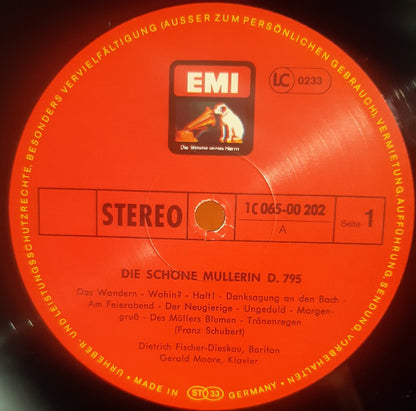 URHEBER- UND LEISTUNGSSCHUTZRECHTE, BESONDERS VERVIELFÄLTIGUNG (AUSSER ZUM PERSÖNLICHEN GEBRAUCH), VERMIETUNG, AUFFÜHRUNG, SENDUNG, VORBEHALTEN •
EMI
LC 0233
Die Stimme seines Herrn
STEREO
1C 065-00 202
A
Seite 1
DIE SCHÖNE MÜLLERIN D. 795
Das Wandern - Wohin? - Halt! - Danksagung an den Bach -
Am Feierabend - Der Neugierige - Ungeduld - Morgen-
gruß - Des Müllers Blumen - Tränenregen
(Franz Schubert)
Dietrich Fischer-Dieskau, Bariton
Gerald Moore, Klavier
• MADE IN ST 33 GERMANY •